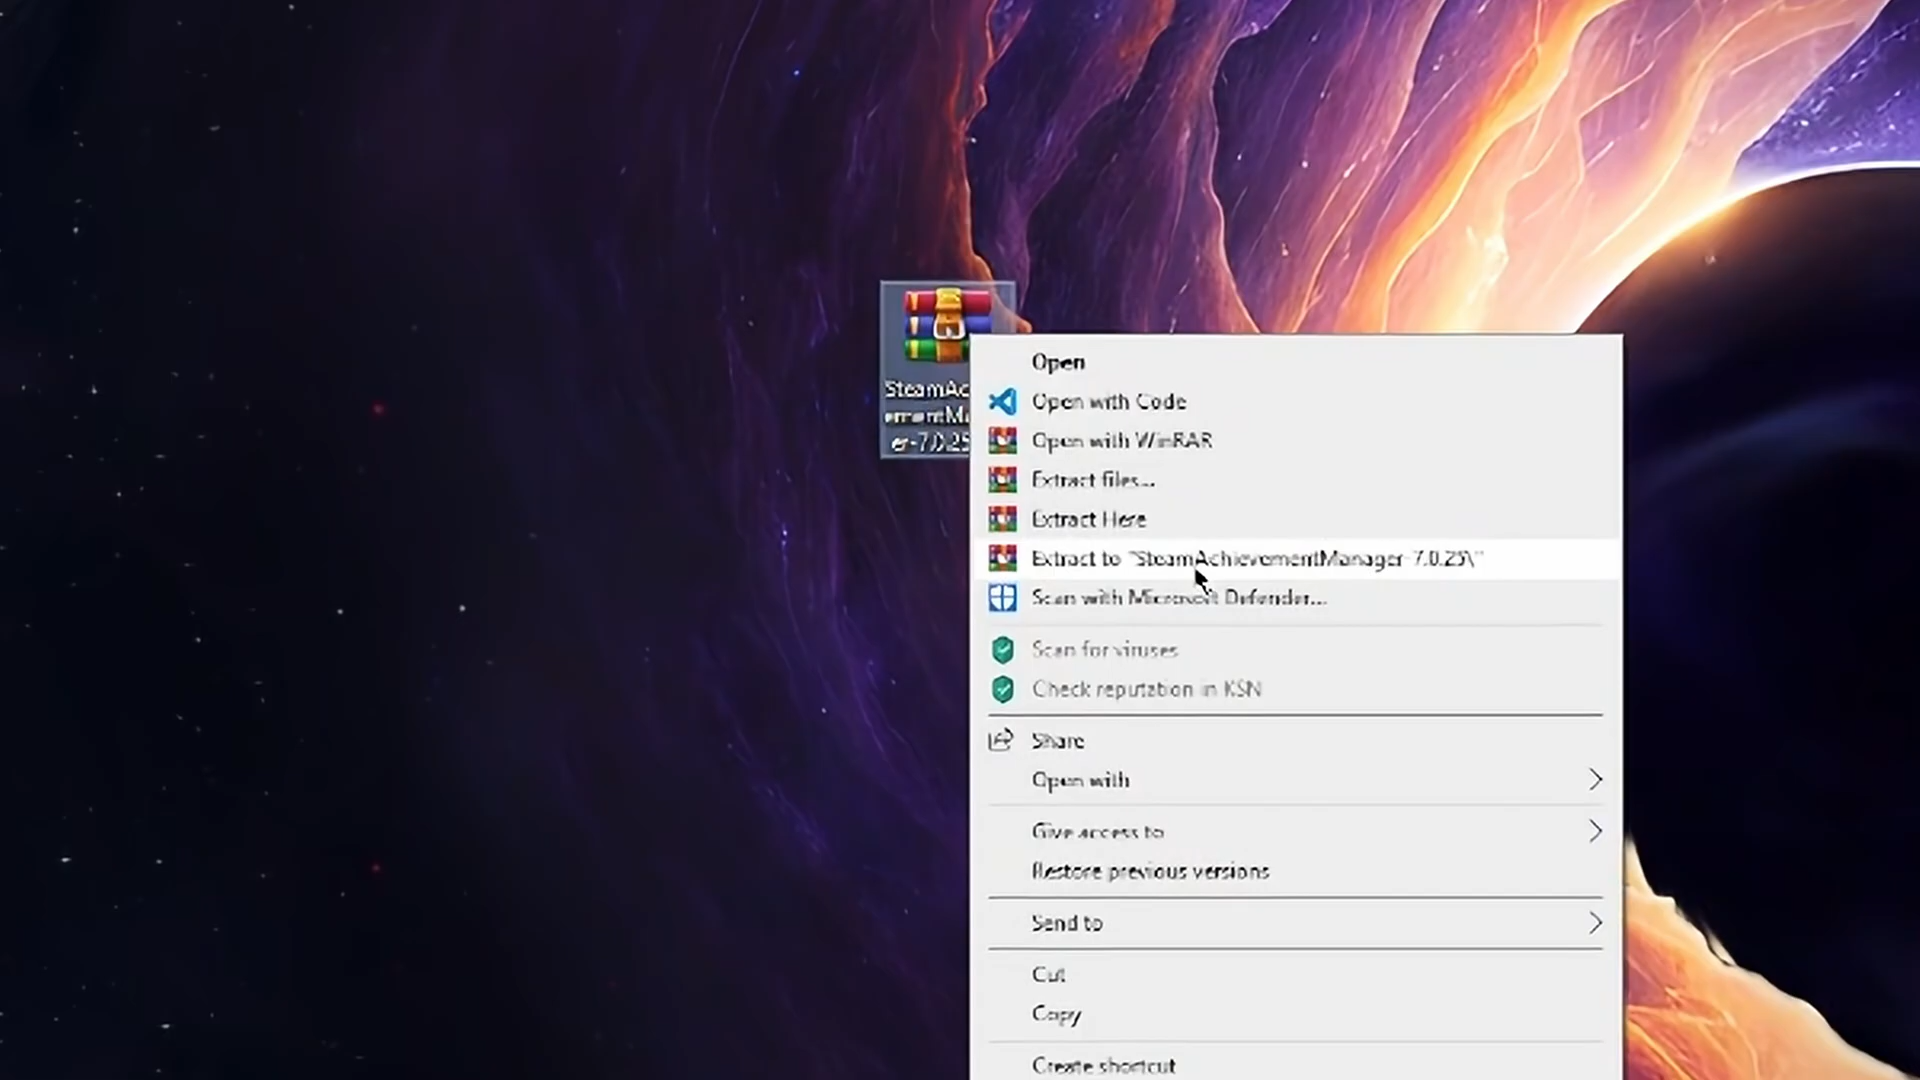 SteamAc
ementMa
er-7.0.25
Open
Open with Code
Open with WinRAR
Extract files...
Extract Here
Extract to "SteamAchievementManager-7.0.25\"
Scan with Microsoft Defender...
Scan for viruses
Check reputation in KSN
Share
Open with
Give access to
Restore previous versions
Send to
Cut
Copy
Create shortcut